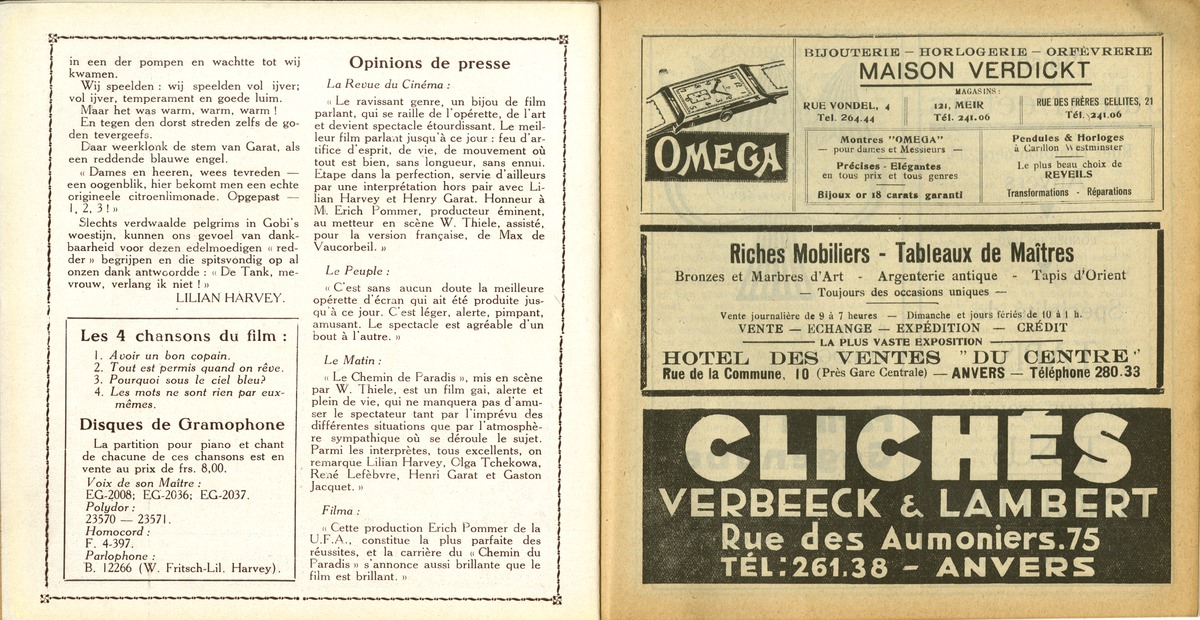 in een der pompen en wachtte tot wij
kwamen.
Wij speelden : wij speelden vol ijver;
vol ijver, temperament en goede luim.
Maar het was warm, warm, warm !
En tegen den dorst streden zelfs de go-
den tevergeefs.
Daar weerklonk de stem van Garat, als
een reddende blauwe engel.
« Dames en heeren, wees tevreden —
een oogenblik, hier bekomt men een echte
origineele citroenlimonade. Opgepast —
1, 2, 3 ! »
Slechts verdwaalde pelgrims in Gobi's
woestijn, kunnen ons gevoel van dank-
baarheid voor dezen edelmoedigen « red-
der » begrijpen en die spitsvondig op al
onzen dank antwoordde : « De Tank, me-
vrouw, verlang ik niet ! »
LILIAN HARVEY.
Les 4 chansons du film :
1. Avoir un bon copain.
2. Tout est permis quand on rêve.
3. Pourquoi sous le ciel bleu?
4. Les mots ne sont rien par eux-
mêmes.
Disques de Gramophone
La partition pour piano et chant
de chacune de ces chansons est en
vente au prix de frs. 8,00.
Voix de son Maître :
EG-2008; EG-2036; EG-2037.
Polydor :
23570 — 23571.
Homocord :
F. 4-397.
Parlophone :
B. 12266 (W. Fritsch-Lil. Harvey).
Opinions de presse
La Revue du Cinéma :
« Le ravissant genre, un bijou de film
parlant, qui se raille de l'opérette, de l'art
et devient spectacle étourdissant. Le meil-
leur film parlant jusqu'à ce jour : feu d'ar-
tifice d'esprit, de vie, de mouvement où
tout est bien, sans longueur, sans ennui.
Etape dans la perfection, servie d'ailleurs
par une interprétation hors pair avec Li-
lian Harvey et Henry Garat. Honneur à
M. Erich Pommer, producteur éminent,
au metteur en scène W. Thiele, assisté,
pour la version française, de Max de
Vaucorbeil. »
Le Peuple :
« C'est sans aucun doute la meilleure
opérette d'écran qui ait été produite jus-
qu'à ce jour. C'est léger, alerte, pimpant,
amusant. Le spectacle est agréable d'un
bout à l'autre. »
Le Matin :
« Le Chemin de Paradis », mis en scène
par W. Thiele, est un film gai, alerte et
plein de vie, qui ne manquera pas d'amu-
ser le spectateur tant par l'imprévu des
différentes situations que par l'atmosphè-
re sympathique où se déroule le sujet.
Parmi les interprètes, tous excellents, on
remarque Lilian Harvey, Olga Tchekowa,
René Lefèbvre, Henri Garat et Gaston
Jacquet. »
Filma :
« Cette production Erich Pommer de la
U.F.A., constitue la plus parfaite des
réussites, et la carrière du « Chemin du
Paradis » s'annonce aussi brillante que le
film est brillant. »
OMEGA
BIJOUTERIE — HORLOGERIE — ORFÈVRERIE
MAISON VERDICKT
MAGASINS :
RUE VONDEL, 4
Tel. 264.44
121, MEIR
Tél. 241.06
RUE DES FRÈRES CELLITES, 21
Tél. 241.06
Montres "OMEGA"
— pour dames et Messieurs —
Précises - Elégantes
en tous prix et tous genres
Bijoux or 18 carats garanti
Pendules & Horloges
à Carillon Westminster
Le plus beau choix de
REVEILS
Transformations - Réparations
Riches Mobiliers - Tableaux de Maîtres
Bronzes et Marbres d'Art - Argenterie antique - Tapis d'Orient
— Toujours des occasions uniques —
Vente journalière de 9 à 7 heures — Dimanche et jours fériés de 10 à 1 h.
VENTE — ECHANGE — EXPÉDITION — CRÉDIT
LA PLUS VASTE EXPOSITION
HOTEL DES VENTES "DU CENTRE"
Rue de la Commune, 10 (Près Gare Centrale) — ANVERS — Téléphone 280.33
CLICHÉS
VERBEECK & LAMBERT
Rue des Aumoniers.75
TÉL: 261.38 - ANVERS